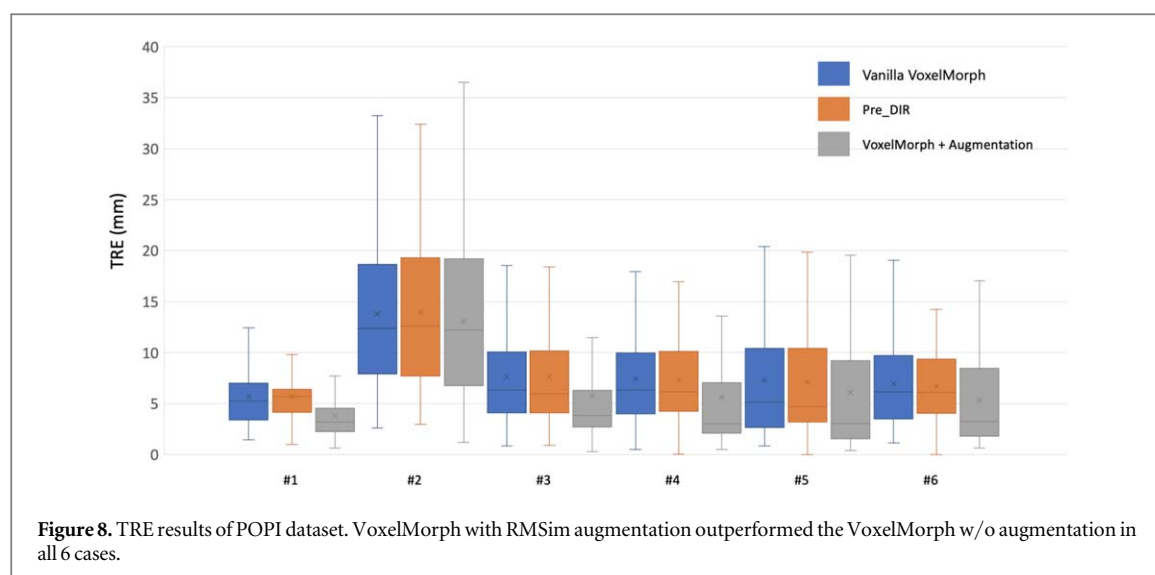 40
35
30
25
20
15
10
5
0
TRE (mm)
Vanilla VoxelMorph
Pre_DIR
VoxelMorph + Augmentation
#1 #2 #3 #4 #5 #6
Figure 8. TRE results of POPI dataset. VoxelMorph with RMSim augmentation outperformed the VoxelMorph w/o augmentation in
all 6 cases.